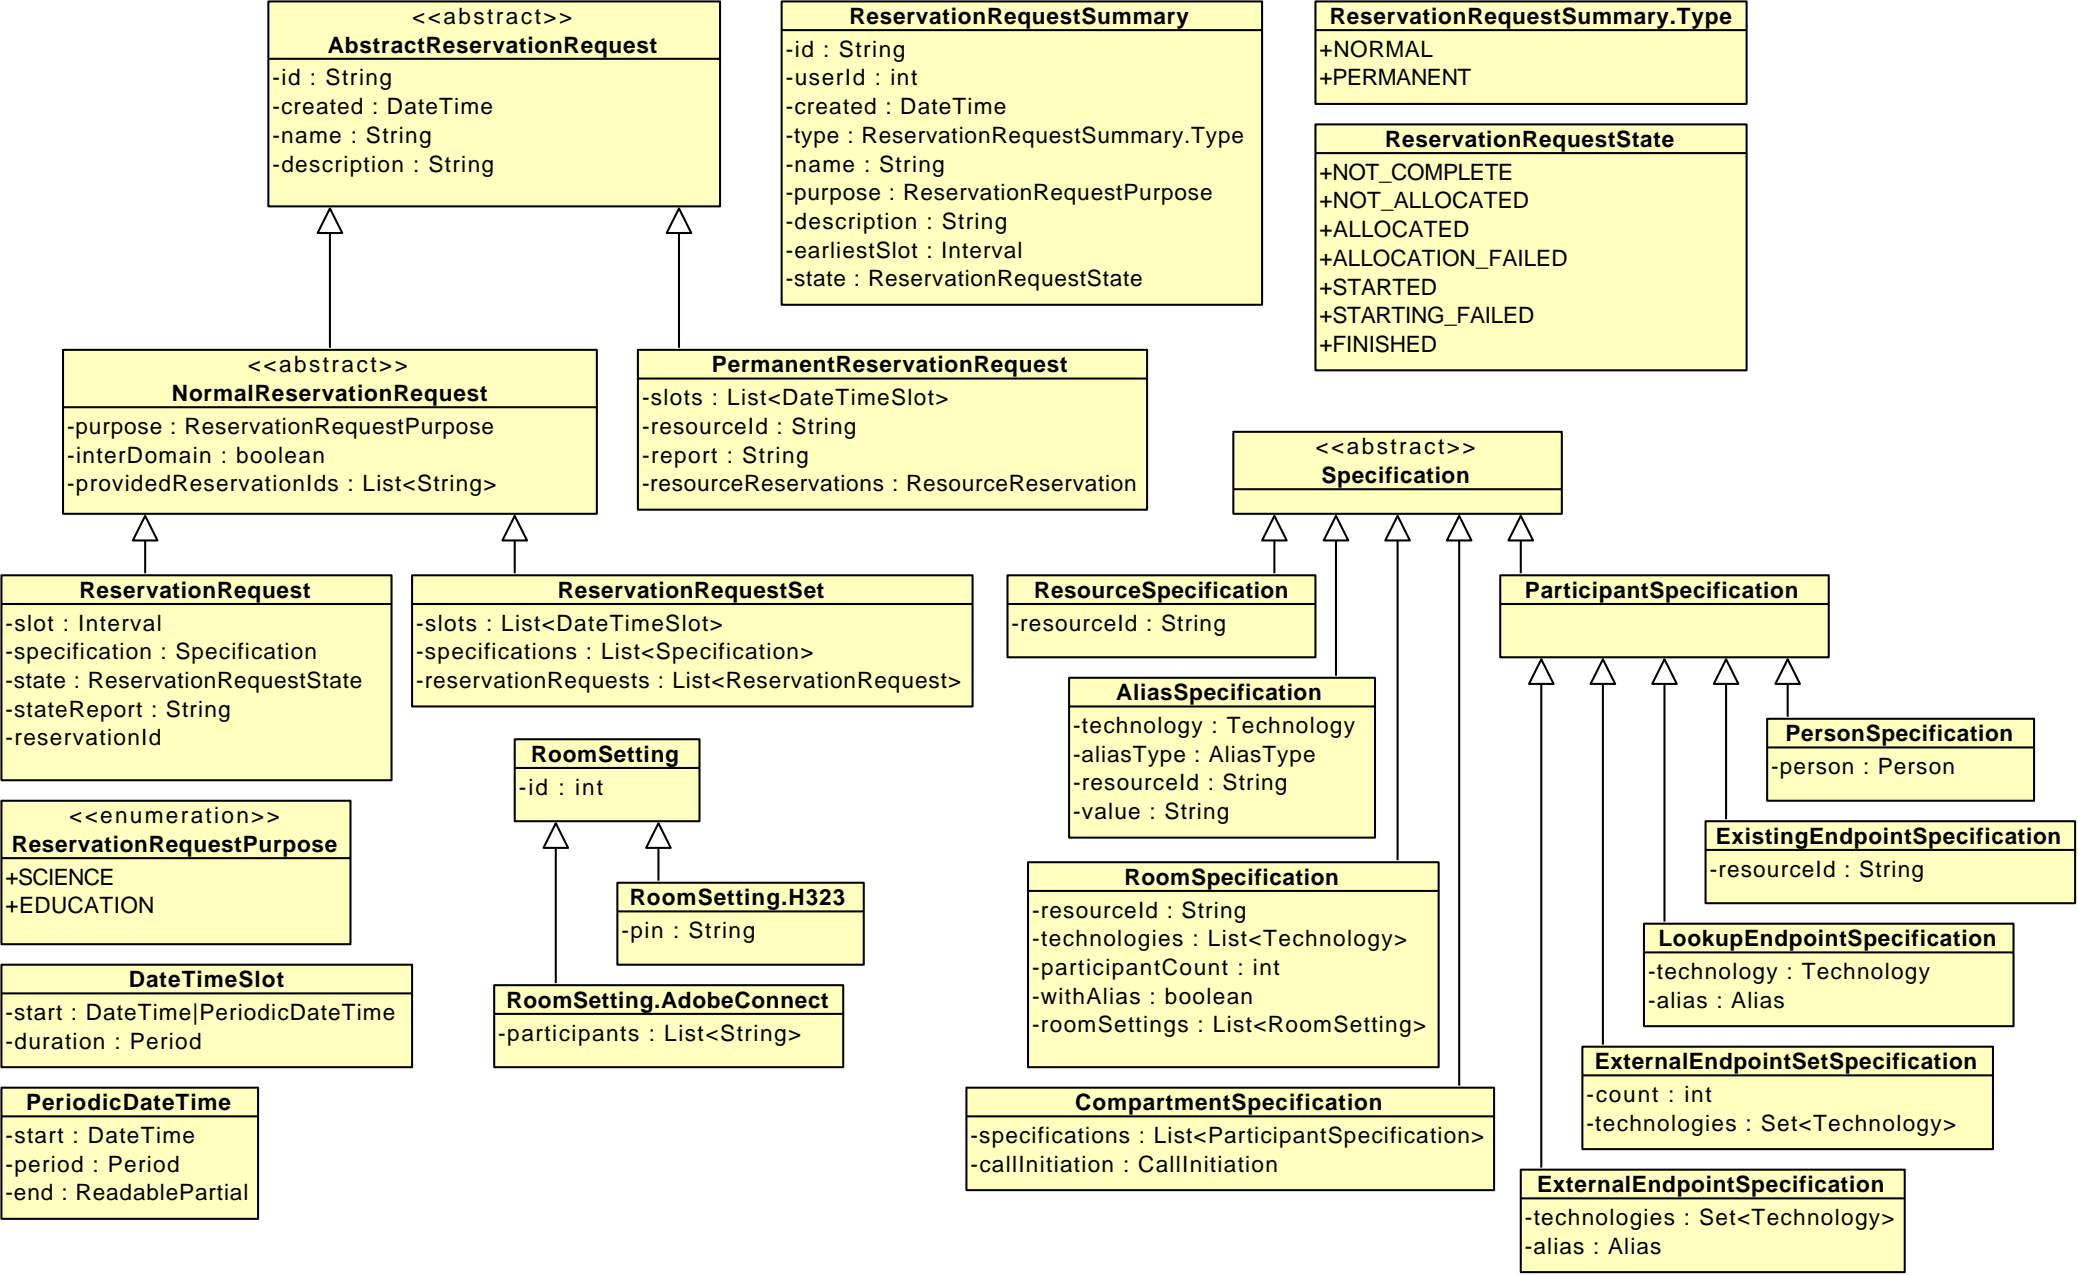 <<abstract>>
AbstractReservationRequest
-id : String
-created : DateTime
-name : String
-description : String
ReservationRequestSummary
-id : String
-userId : int
-created : DateTime
-type : ReservationRequestSummary.Type
-name : String
-purpose : ReservationRequestPurpose
-description : String
-earliestSlot : Interval
-state : ReservationRequestState
ReservationRequestSummary.Type
+NORMAL
+PERMANENT
ReservationRequestState
+NOT_COMPLETE
+NOT_ALLOCATED
+ALLOCATED
+ALLOCATION_FAILED
+STARTED
+STARTING_FAILED
+FINISHED
<<abstract>>
NormalReservationRequest
-purpose : ReservationRequestPurpose
-interDomain : boolean
-providedReservationIds : List<String>
PermanentReservationRequest
-slots : List<DateTimeSlot>
-resourceId : String
-report : String
-resourceReservations : ResourceReservation
<<abstract>>
Specification
ReservationRequest
-slot : Interval
-specification : Specification
-state : ReservationRequestState
-stateReport : String
-reservationId
ReservationRequestSet
-slots : List<DateTimeSlot>
-specifications : List<Specification>
-reservationRequests : List<ReservationRequest>
ResourceSpecification
-resourceId : String
ParticipantSpecification
AliasSpecification
-technology : Technology
-aliasType : AliasType
-resourceId : String
-value : String
PersonSpecification
-person : Person
RoomSetting
-id : int
<<enumeration>>
ReservationRequestPurpose
+SCIENCE
+EDUCATION
ExistingEndpointSpecification
-resourceId : String
RoomSpecification
-resourceId : String
-technologies : List<Technology>
-participantCount : int
-withAlias : boolean
-roomSettings : List<RoomSetting>
RoomSetting.H323
-pin : String
LookupEndpointSpecification
-technology : Technology
-alias : Alias
DateTimeSlot
-start : DateTime|PeriodicDateTime
-duration : Period
RoomSetting.AdobeConnect
-participants : List<String>
ExternalEndpointSetSpecification
-count : int
-technologies : Set<Technology>
PeriodicDateTime
-start : DateTime
-period : Period
-end : ReadablePartial
CompartmentSpecification
-specifications : List<ParticipantSpecification>
-callInitiation : CallInitiation
ExternalEndpointSpecification
-technologies : Set<Technology>
-alias : Alias